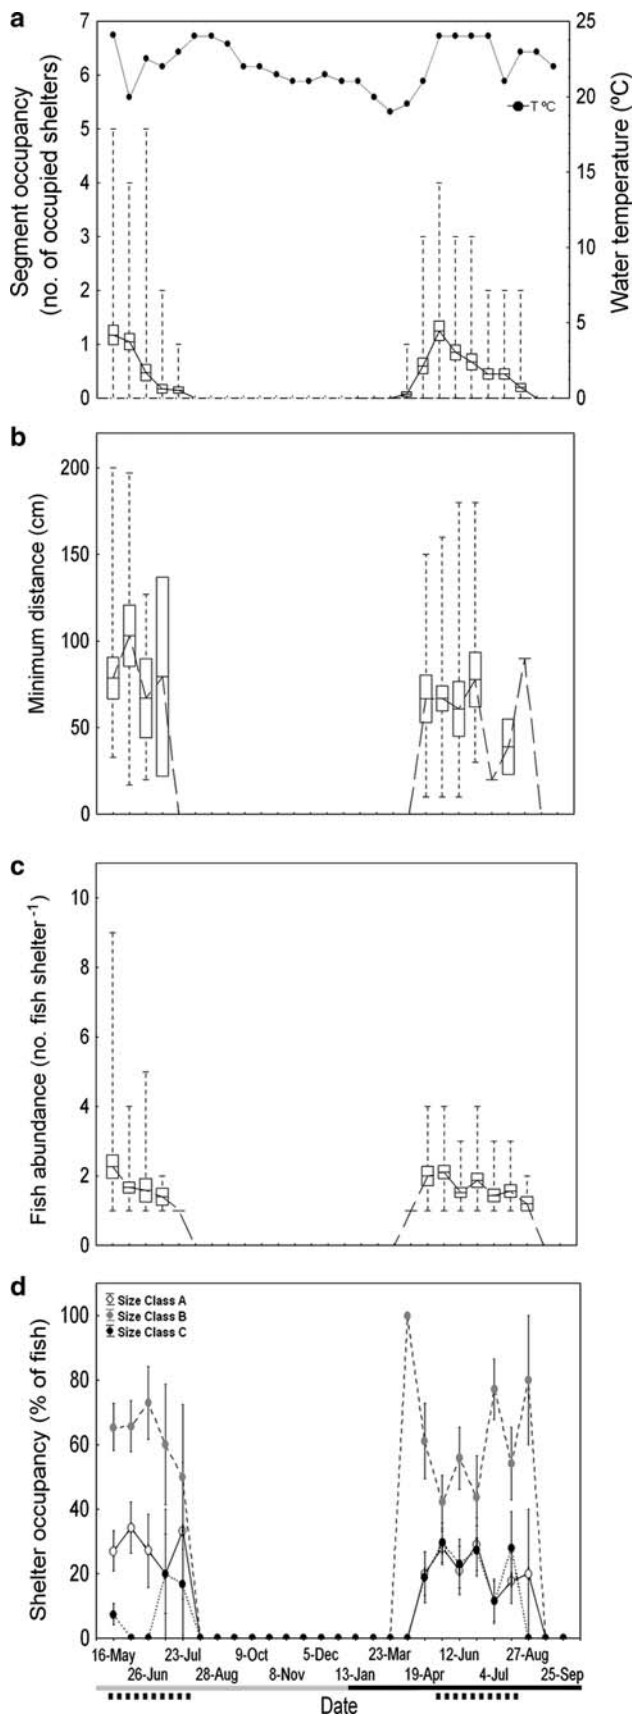 a
7
6
5
4
3
2
1
0
Segment occupancy
(no. of occupied shelters)
25
20
15
10
5
0
Water temperature (ºC)
T ºC
b
200
150
100
50
0
Minimum distance (cm)
c
10
8
6
4
2
0
Fish abundance (no. fish shelter⁻¹)
d
Size Class A
Size Class B
Size Class C
100
80
60
40
20
0
Shelter occupancy (% of fish)
16-May 23-Jul 9-Oct 5-Dec 23-Mar 12-Jun 27-Aug
26-Jun 28-Aug 8-Nov 13-Jan 19-Apr 4-Jul 25-Sep
Date